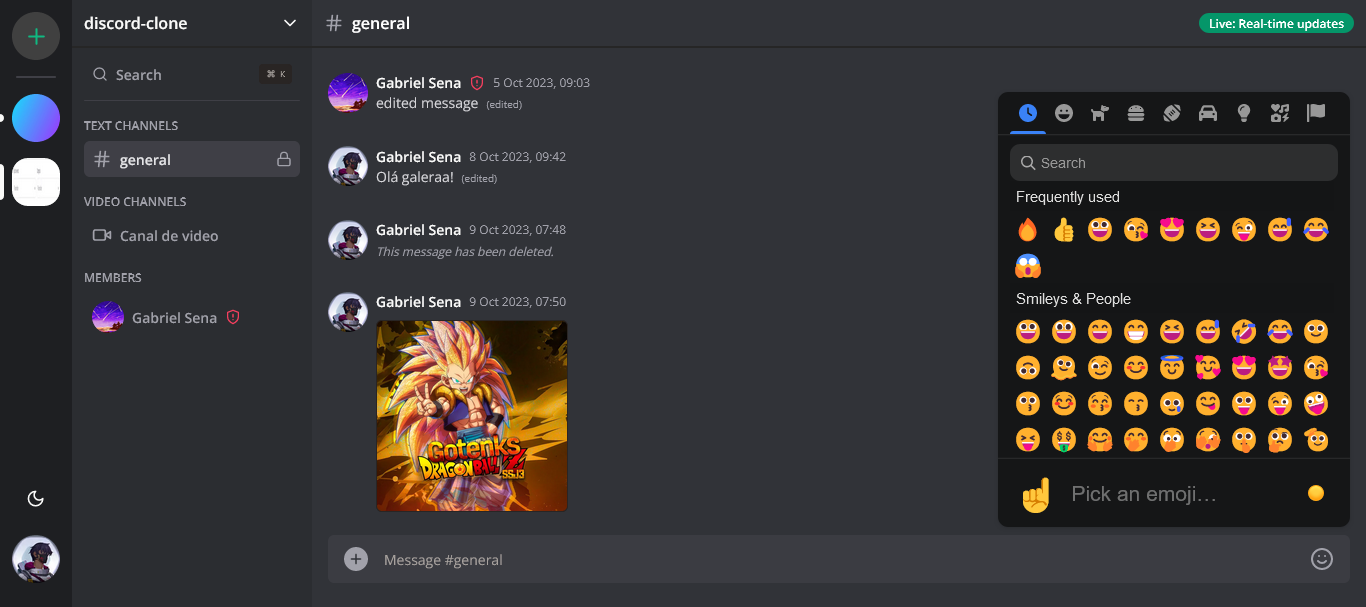 discord-clone
Search
⌘ K
TEXT CHANNELS
general
VIDEO CHANNELS
Canal de video
MEMBERS
Gabriel Sena
# general
Live: Real-time updates
Gabriel Sena 5 Oct 2023, 09:03
edited message (edited)
Gabriel Sena 8 Oct 2023, 09:42
Olá galeraa! (edited)
Gabriel Sena 9 Oct 2023, 07:48
This message has been deleted.
Gabriel Sena 9 Oct 2023, 07:50
Gotenks
DRAGON BALL Z
SSJ3
Message #general
Search
Frequently used
Smileys & People
Pick an emoji…